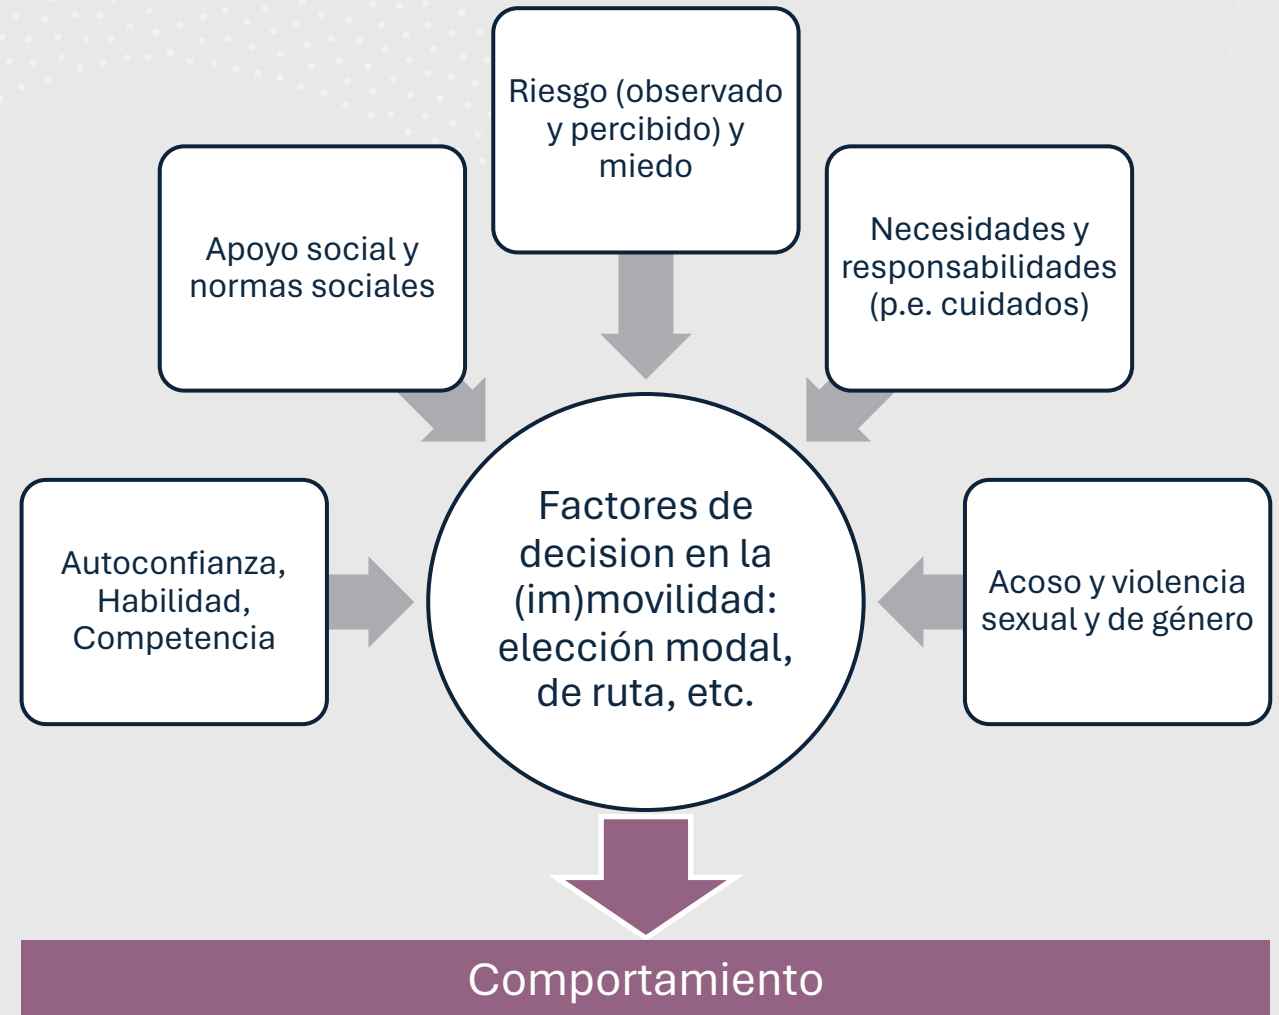 Riesgo (observado
y percibido) y
miedo
Apoyo social y
normas sociales
Necesidades y
responsabilidades
(p.e. cuidados)
Autoconfianza,
Habilidad,
Competencia
Factores de
decision en la
(im)movilidad:
elección modal,
de ruta, etc.
Acoso y violencia
sexual y de género
Comportamiento